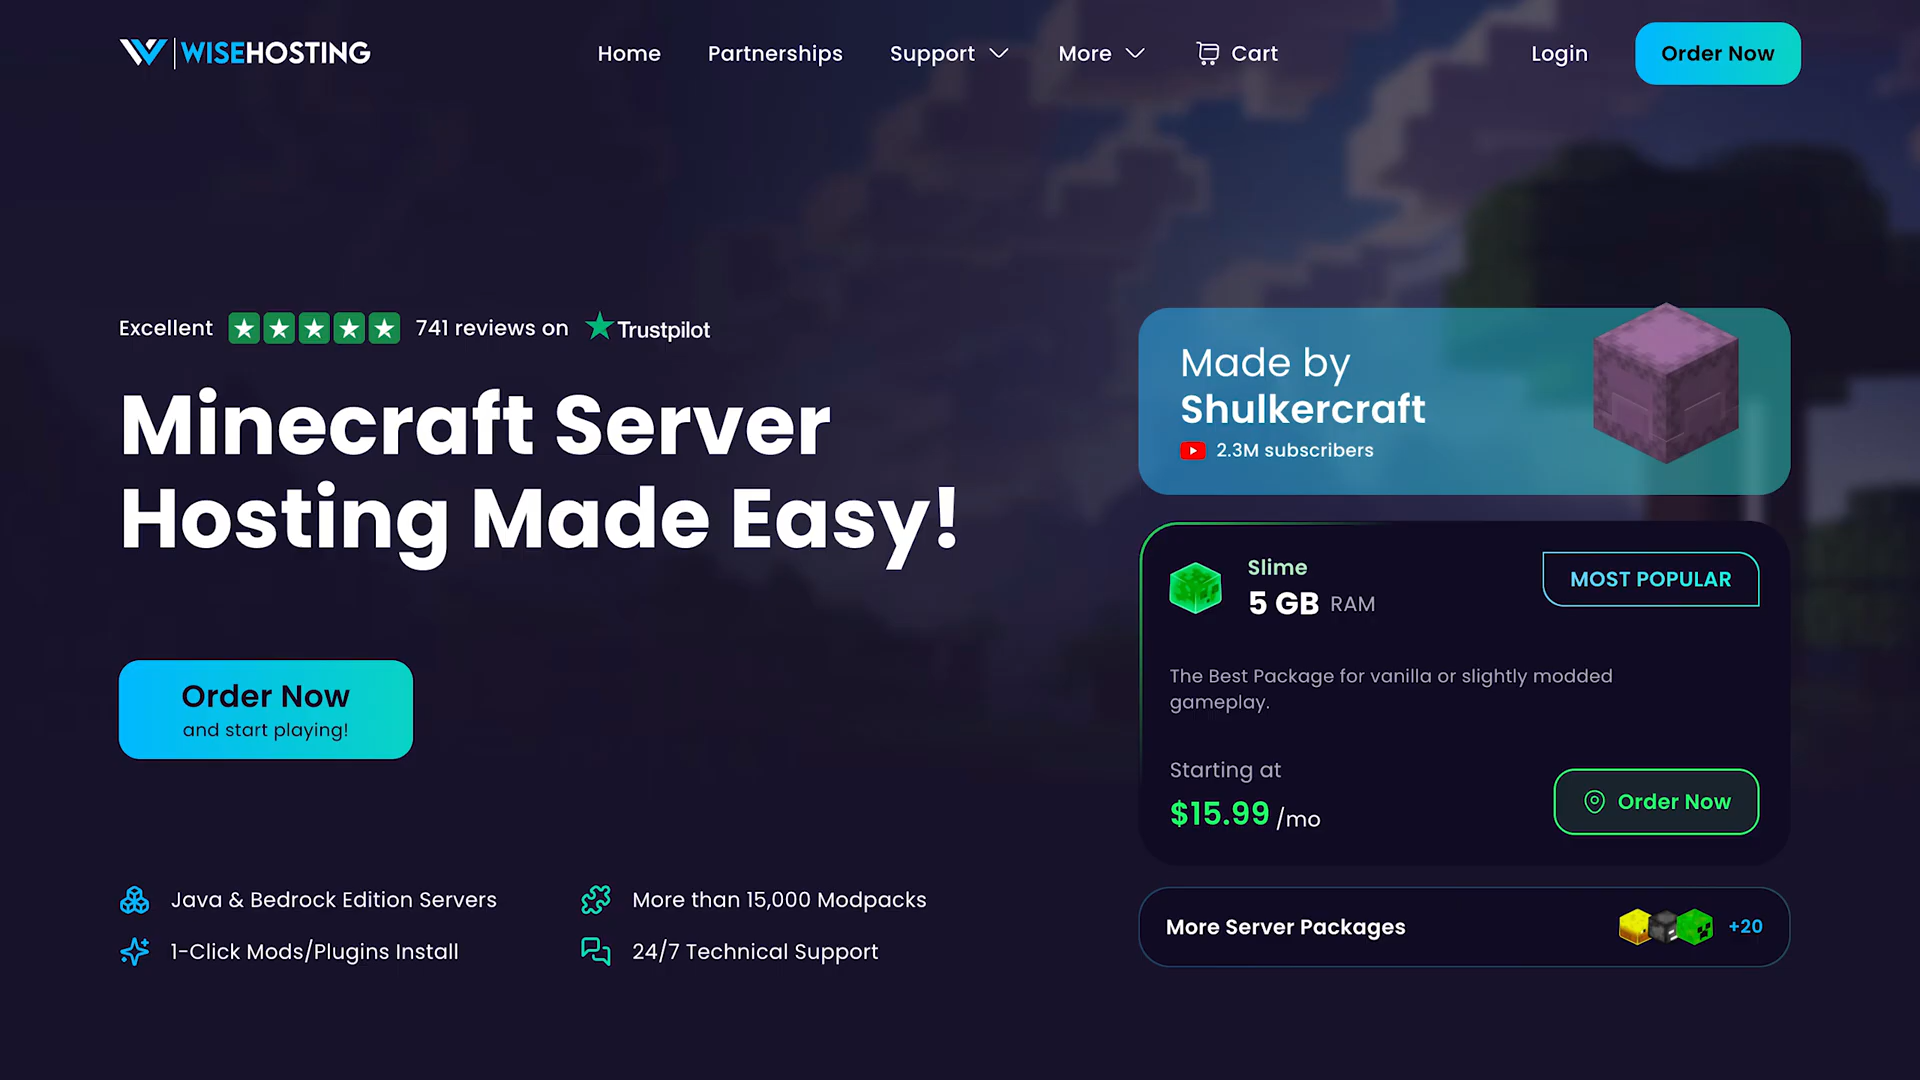 WISEHOSTING
Home
Partnerships
Support
More
Cart
Login
Order Now
Excellent
741 reviews on
Trustpilot
Minecraft Server
Hosting Made Easy!
Order Now
and start playing!
Java & Bedrock Edition Servers
More than 15,000 Modpacks
1-Click Mods/Plugins Install
24/7 Technical Support
Made by
Shulkercraft
2.3M subscribers
Slime
5 GB RAM
MOST POPULAR
The Best Package for vanilla or slightly modded
gameplay.
Starting at
$15.99 /mo
Order Now
More Server Packages
+20